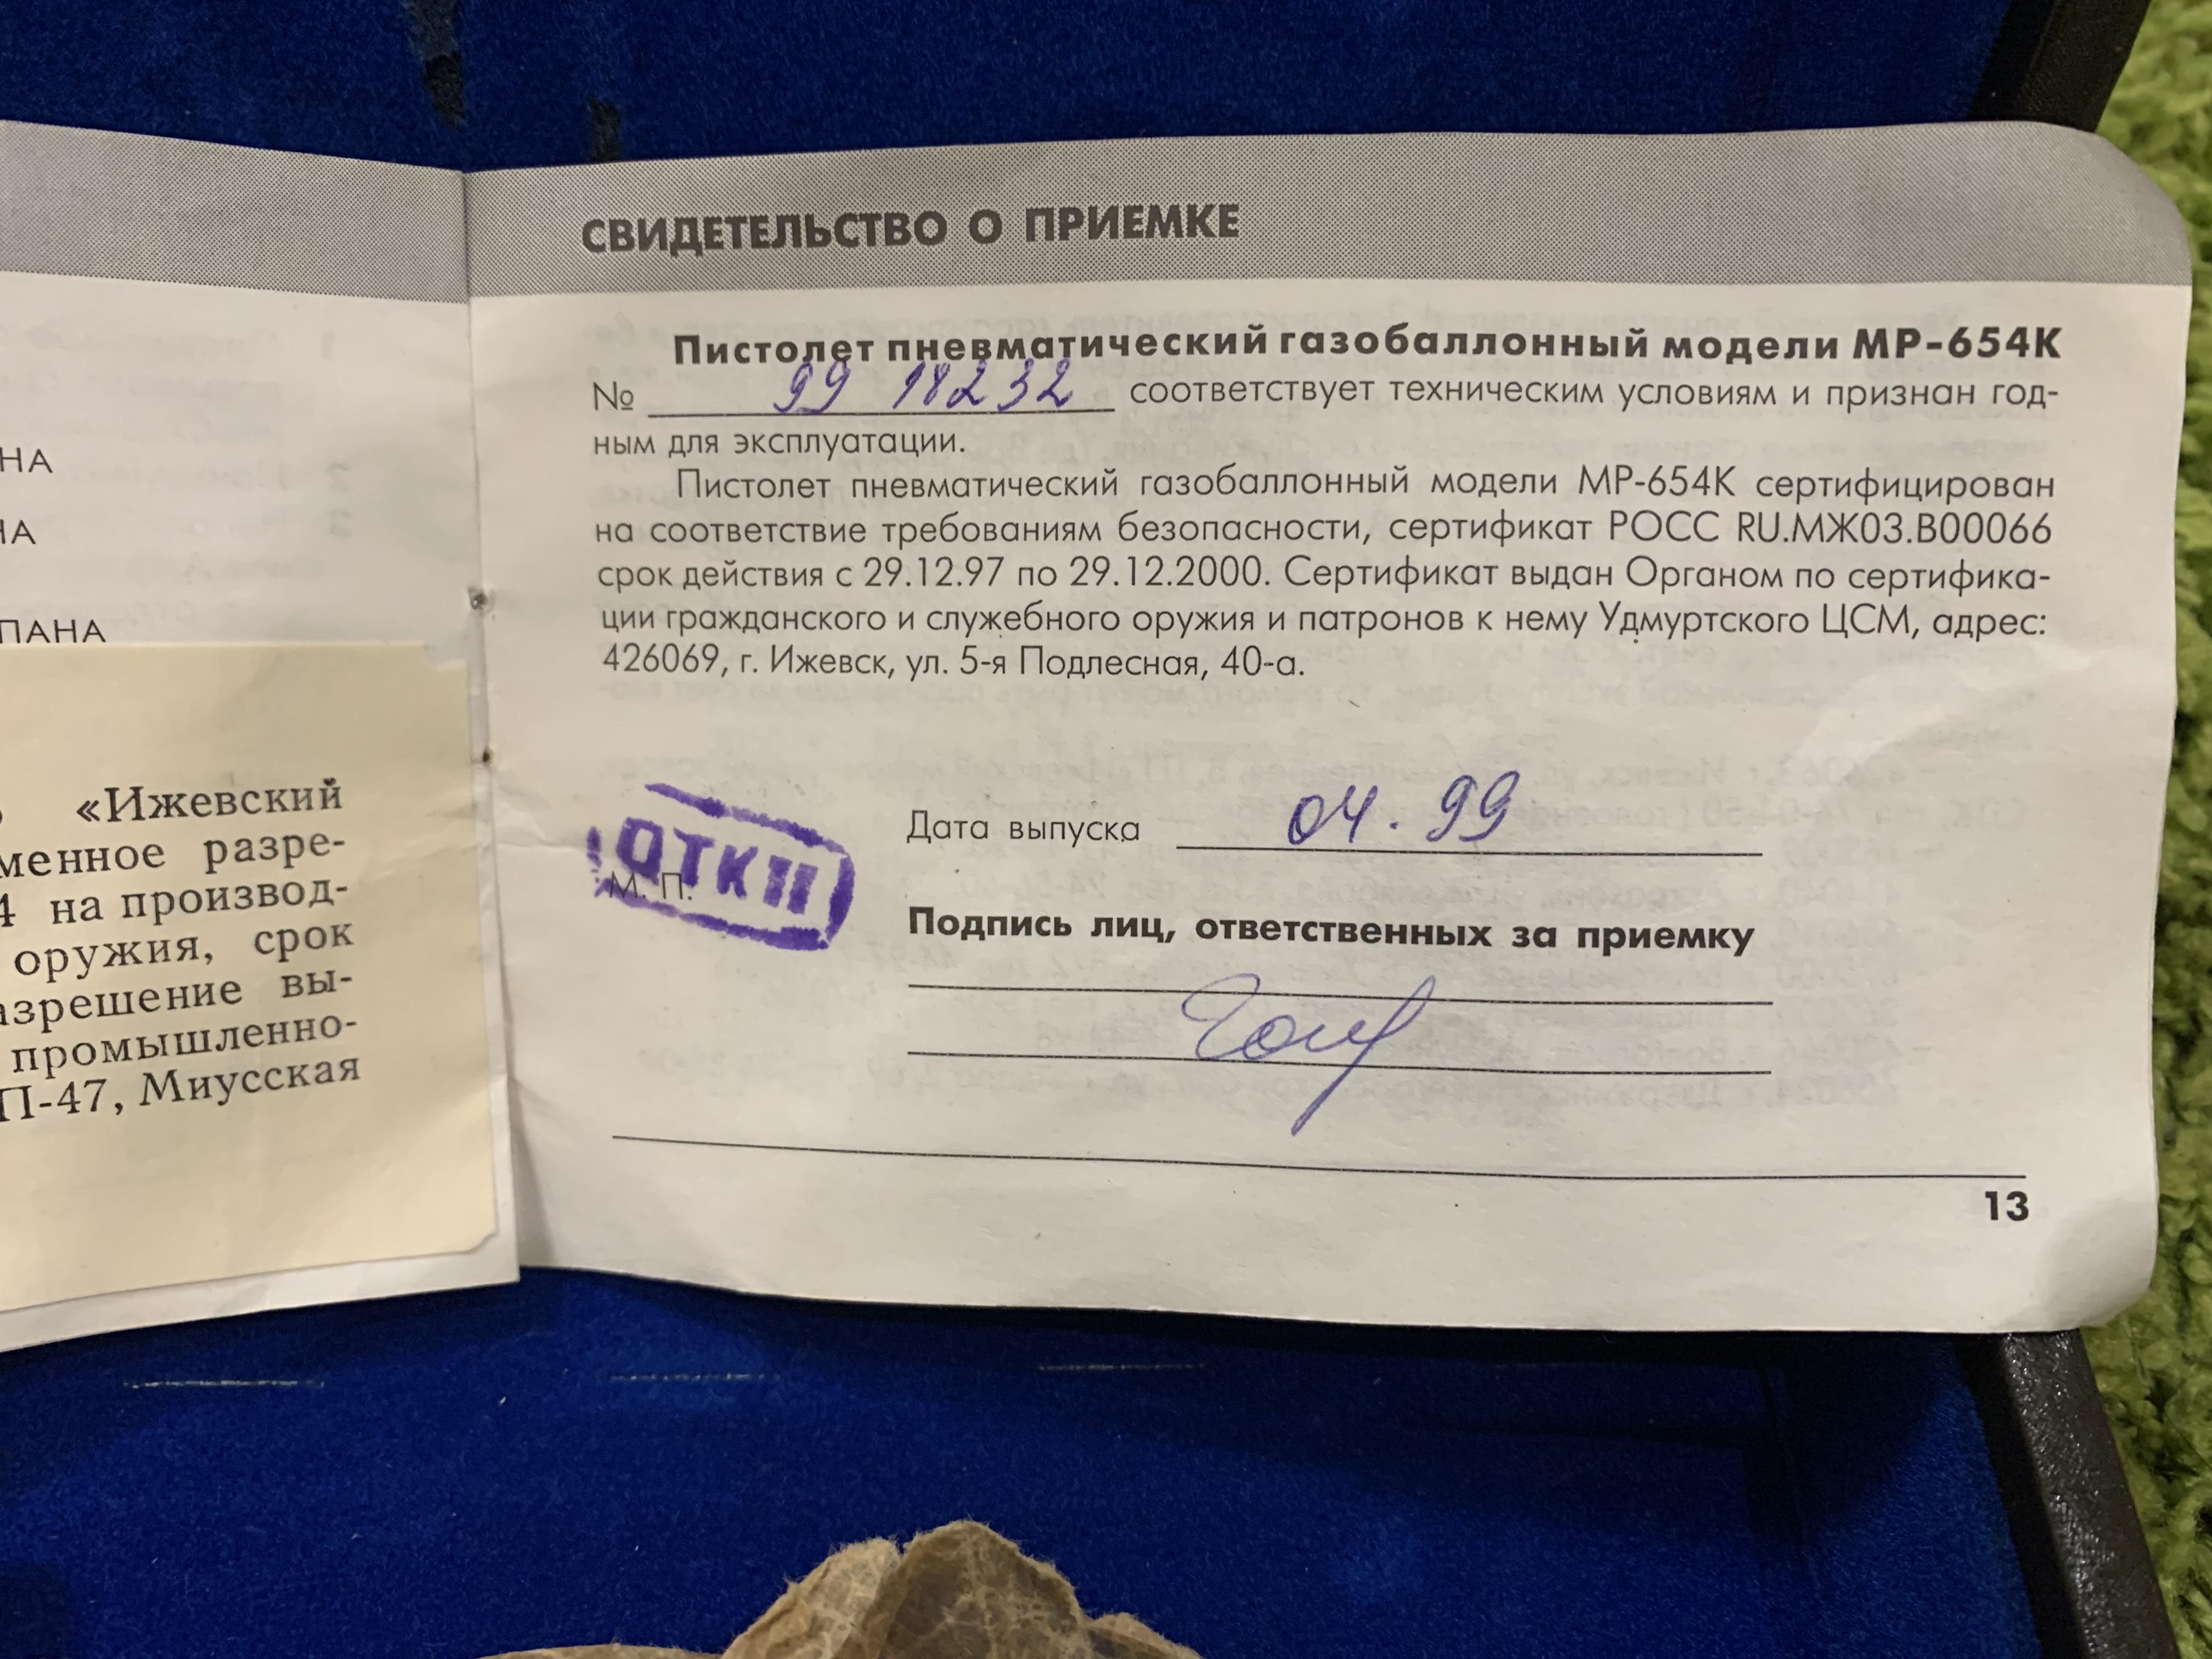 НА
НА
ПАНА
«Ижевский
менное разре-
4 на производ-
оружия, срок
азрешение вы-
промышленно-
П-47, Миусская
СВИДЕТЕЛЬСТВО О ПРИЕМКЕ
Пистолет пневматический газобаллонный модели МР-654К
№ 99 18232 соответствует техническим условиям и признан год-
ным для эксплуатации.
Пистолет пневматический газобаллонный модели МР-654К сертифицирован
на соответствие требованиям безопасности, сертификат РОСС RU.МЖ03.В00066
срок действия с 29.12.97 по 29.12.2000. Сертификат выдан Органом по сертифика-
ции гражданского и служебного оружия и патронов к нему Удмуртского ЦСМ, адрес:
426069, г. Ижевск, ул. 5-я Подлесная, 40-а.
Дата выпуска 04.99
ОТК 11
М. П.
Подпись лиц, ответственных за приемку
13